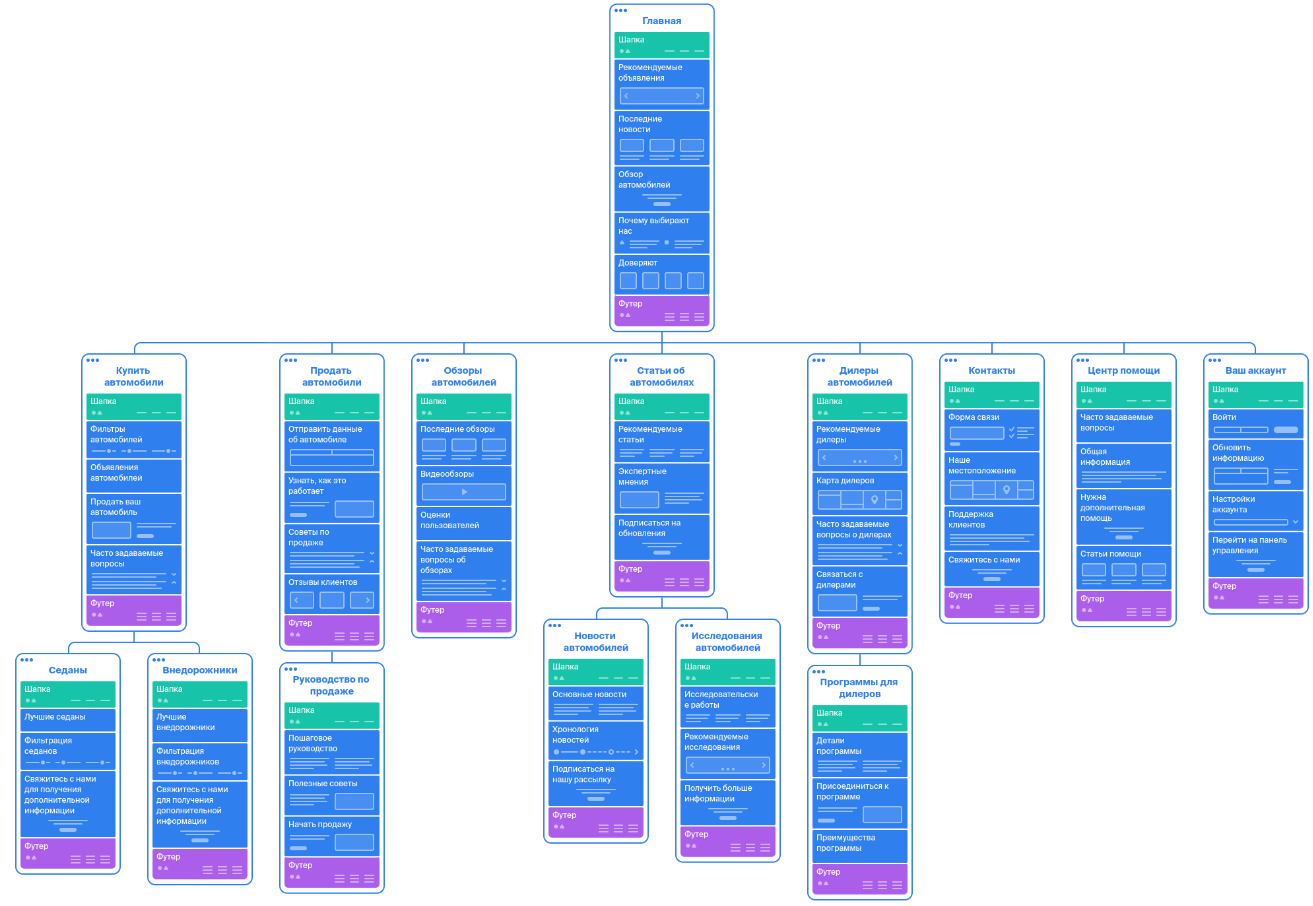 Главная
Шапка
Рекомендуемые
объявления
Последние
новости
Обзор
автомобилей
Почему выбирают
нас
Доверяют
Футер
Купить
автомобили
Шапка
Фильтры
автомобилей
Объявления
автомобилей
Продать ваш
автомобиль
Часто задаваемые
вопросы
Футер
Продать
автомобили
Шапка
Отправить данные
об автомобиле
Узнать, как это
работает
Советы по
продаже
Отзывы клиентов
Футер
Обзоры
автомобилей
Шапка
Последние обзоры
Видеообзоры
Оценки
пользователей
Часто задаваемые
вопросы об
обзорах
Футер
Статьи об
автомобилях
Шапка
Рекомендуемые
статьи
Экспертные
мнения
Подписаться на
обновления
Футер
Дилеры
автомобилей
Шапка
Рекомендуемые
дилеры
Карта дилеров
Часто задаваемые
вопросы о дилерах
Связаться с
дилерами
Футер
Контакты
Шапка
Форма связи
Наше
местоположение
Поддержка
клиентов
Свяжитесь с нами
Футер
Центр помощи
Шапка
Часто задаваемые
вопросы
Общая
информация
Нужна
дополнительная
помощь
Статьи помощи
Футер
Ваш аккаунт
Шапка
Войти
Обновить
информацию
Настройки
аккаунта
Перейти на панель
управления
Футер
Седаны
Шапка
Лучшие седаны
Фильтрация
седанов
Свяжитесь с нами
для получения
дополнительной
информации
Футер
Внедорожники
Шапка
Лучшие
внедорожники
Фильтрация
внедорожников
Свяжитесь с нами
для получения
дополнительной
информации
Футер
Руководство по
продаже
Шапка
Пошаговое
руководство
Полезные советы
Начать продажу
Футер
Новости
автомобилей
Шапка
Основные новости
Хронология
новостей
Подписаться на
нашу рассылку
Футер
Исследования
автомобилей
Шапка
Исследовательски
е работы
Рекомендуемые
исследования
Получить больше
информации
Футер
Программы для
дилеров
Шапка
Детали
программы
Присоединиться к
программе
Преимущества
программы
Футер